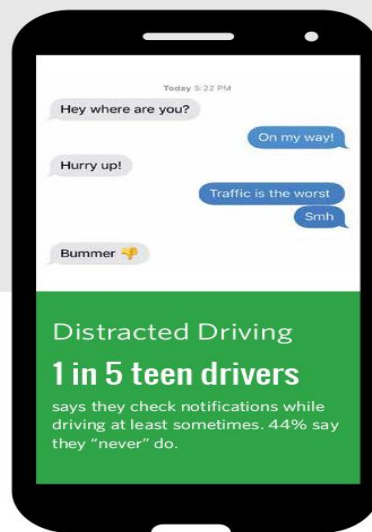 Today 5:22 PM
Hey where are you?
On my way!
Hurry up!
Traffic is the worst
Smh
Bummer 👎
Distracted Driving
1 in 5 teen drivers
says they check notifications while
driving at least sometimes. 44% say
they “never” do.